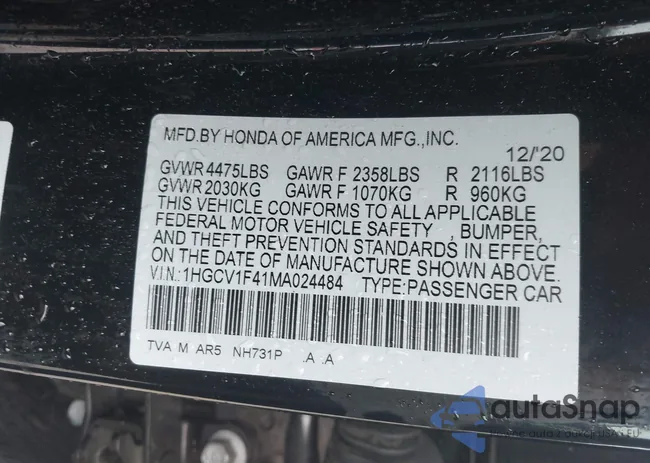 MFD.BY HONDA OF AMERICA MFG.,INC.
12/'20
GVWR 4475LBS GAWR F 2358LBS R 2116LBS
GVWR 2030KG GAWR F 1070KG R 960KG
THIS VEHICLE CONFORMS TO ALL APPLICABLE
FEDERAL MOTOR VEHICLE SAFETY , BUMPER,
AND THEFT PREVENTION STANDARDS IN EFFECT
ON THE DATE OF MANUFACTURE SHOWN ABOVE.
V.I.N.:1HGCV1F41MA024484 TYPE:PASSENGER CAR
TVA M AR5 NH731P .A .A
autaSnap